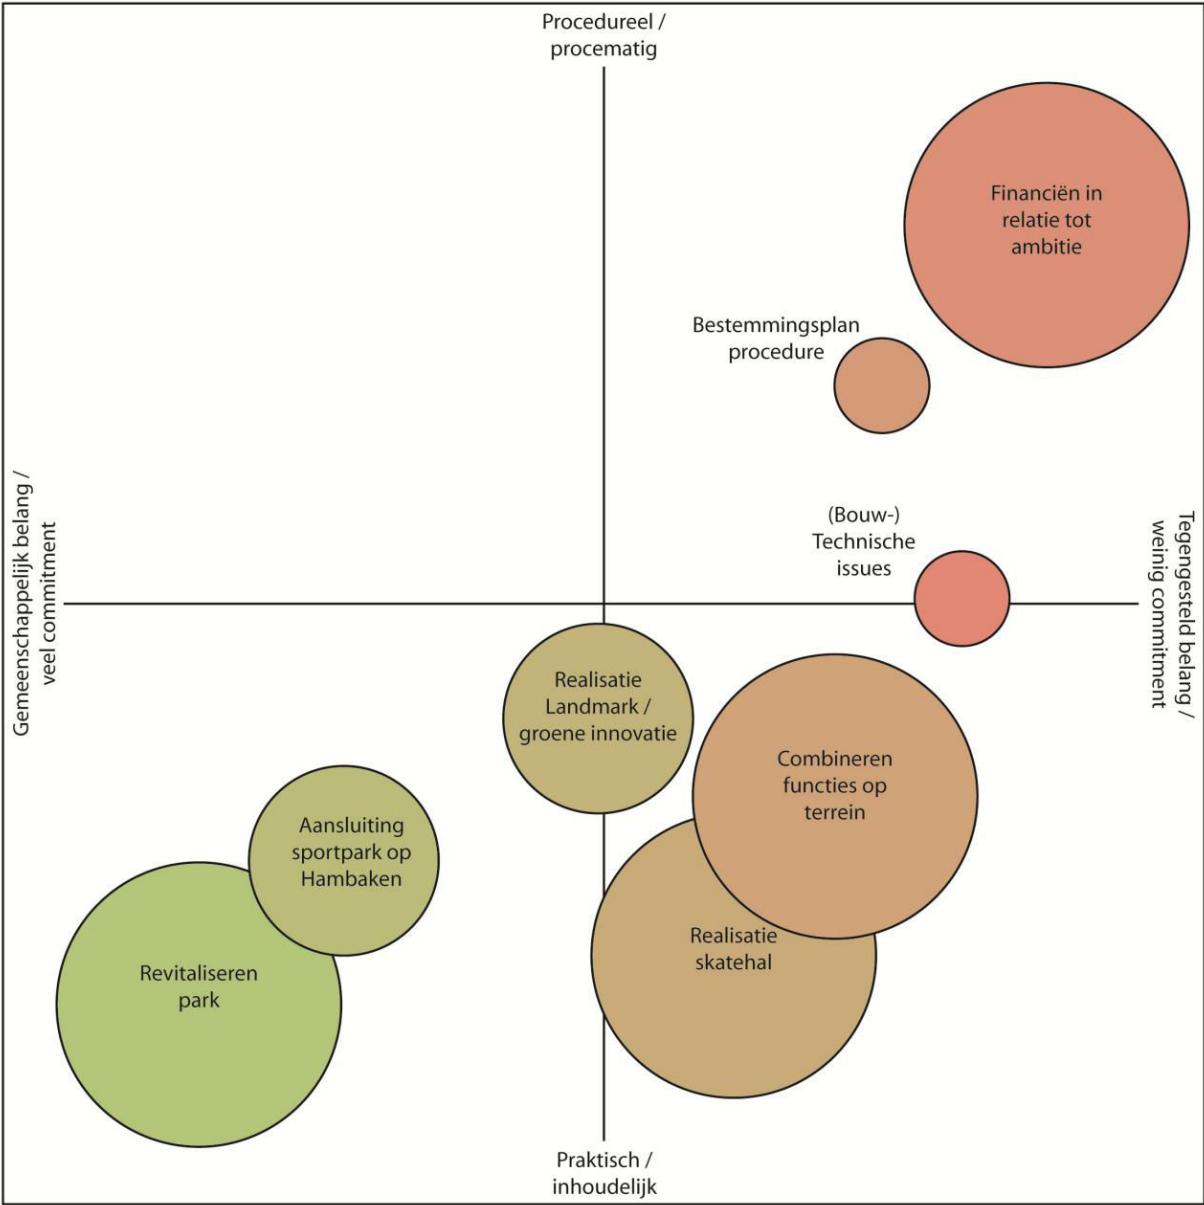 Procedureel /
procematig
Financiën in
relatie tot
ambitie
Bestemmingsplan
procedure
(Bouw-)
Technische
issues
Gemeenschappelijk belang /
veel commitment
Tegengesteld belang /
weinig commitment
Realisatie
Landmark /
groene innovatie
Combineren
functies op
terrein
Aansluiting
sportpark op
Hambaken
Realisatie
skatehal
Revitaliseren
park
Praktisch /
inhoudelijk